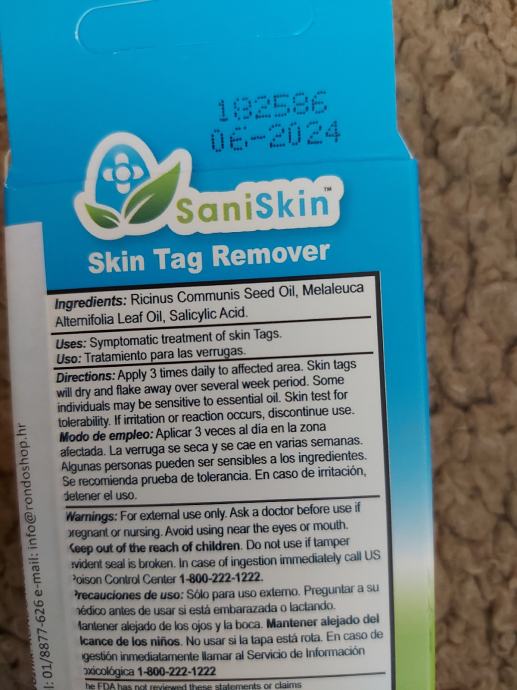 182586
06-2024
SaniSkin™
Skin Tag Remover
Ingredients: Ricinus Communis Seed Oil, Melaleuca
Alternifolia Leaf Oil, Salicylic Acid.
Uses: Symptomatic treatment of skin Tags.
Uso: Tratamiento para las verrugas.
Directions: Apply 3 times daily to affected area. Skin tags
will dry and flake away over several week period. Some
individuals may be sensitive to essential oil. Skin test for
tolerability. If irritation or reaction occurs, discontinue use.
Modo de empleo: Aplicar 3 veces al día en la zona
afectada. La verruga se seca y se cae en varias semanas.
Algunas personas pueden ser sensibles a los ingredientes.
Se recomienda prueba de tolerancia. En caso de irritación,
detener el uso.
Warnings: For external use only. Ask a doctor before use if
pregnant or nursing. Avoid using near the eyes or mouth.
Keep out of the reach of children. Do not use if tamper
evident seal is broken. In case of ingestion immediately call US
Poison Control Center 1-800-222-1222.
Precauciones de uso: Sólo para uso externo. Preguntar a su
médico antes de usar si está embarazada o lactando.
Mantener alejado de los ojos y la boca. Mantener alejado del
alcance de los niños. No usar si la tapa está rota. En caso de
ingestión inmediatamente llamar al Servicio de Información
Toxicológica 1-800-222-1222
The FDA has not reviewed these statements or claims
l: 01/8877-626 e-mail: info@rondoshop.hr